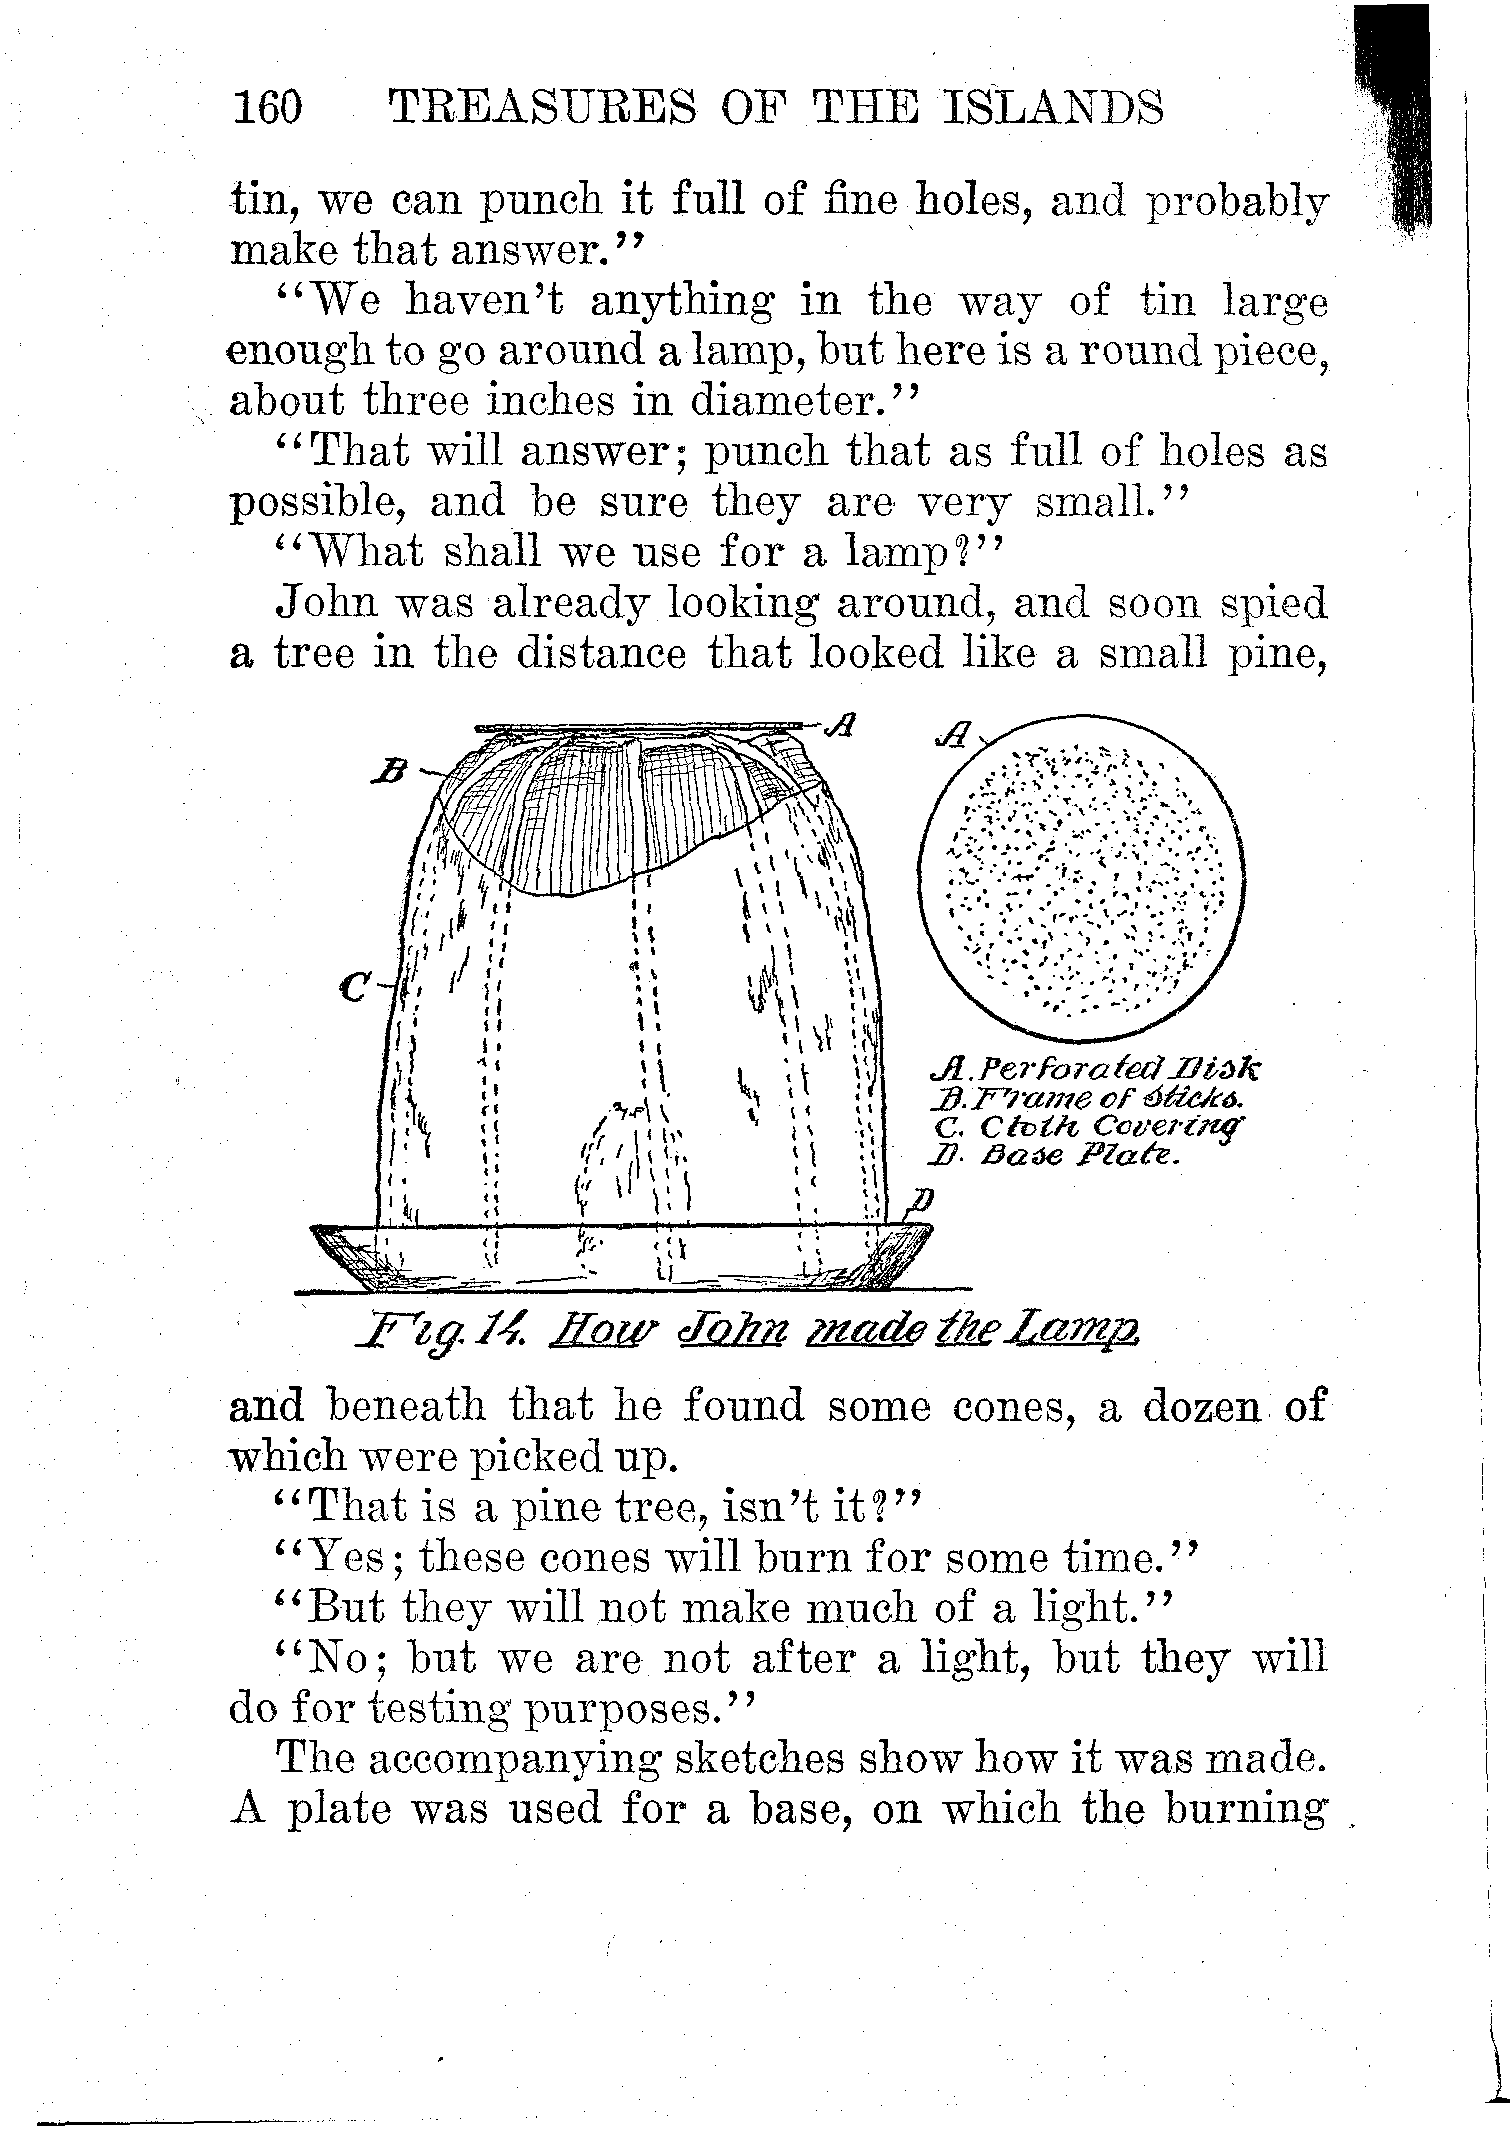 160 TREASURES OF THE ISLANDS
tin, we can punch it full of fine holes, and probably
make that answer."
"We haven't anything in the way of tin large
enough to go around a lamp, but here is a round piece,
about three inches in diameter."
"That will answer; punch that as full of holes as
possible, and be sure they are very small."
"What shall we use for a lamp?"
John was already looking around, and soon spied
a tree in the distance that looked like a small pine,
A
A
B
C
A. Perforated Disk
B. Frame of Sticks.
C. Cloth Covering
D. Base Plate.
D
Fig. 14. How John made the Lamp.
and beneath that he found some cones, a dozen of
which were picked up.
"That is a pine tree, isn't it?"
"Yes; these cones will burn for some time."
"But they will not make much of a light."
"No; but we are not after a light, but they will
do for testing purposes."
The accompanying sketches show how it was made.
A plate was used for a base, on which the burning